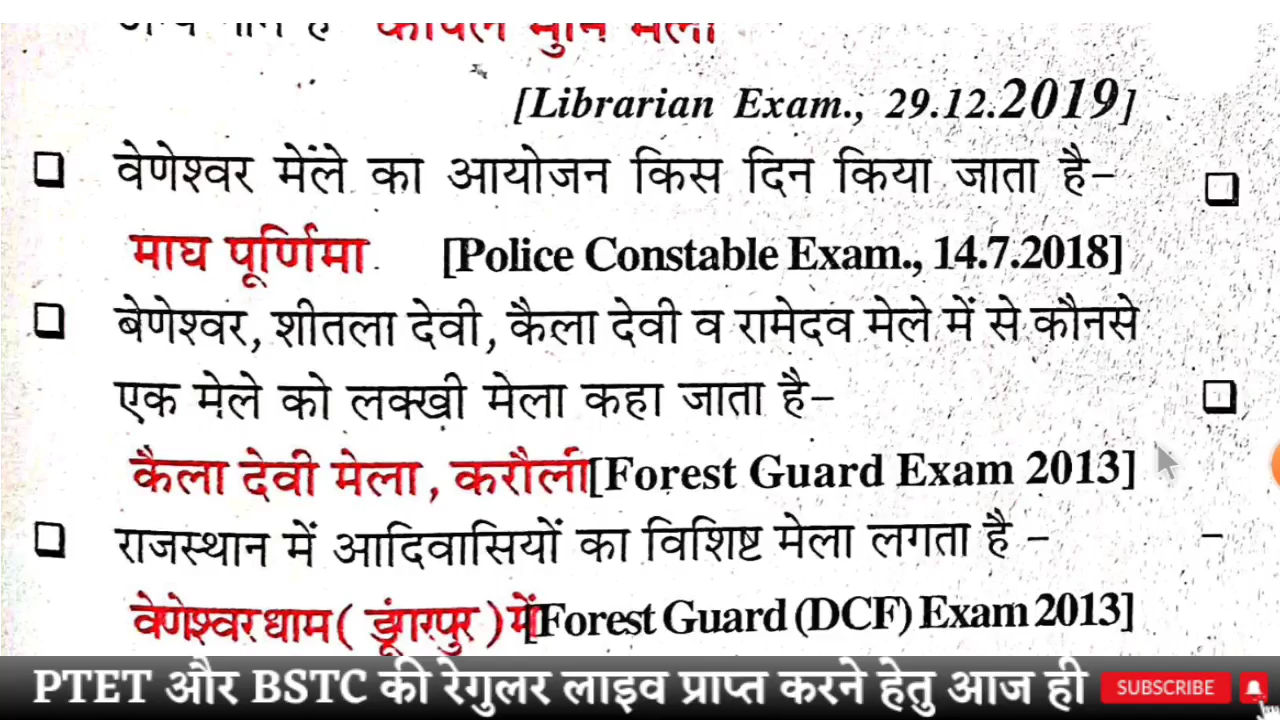 कपिल मुनि मेला
[Librarian Exam., 29.12.2019]
वेणेश्वर मेंले का आयोजन किस दिन किया जाता है-
माघ पूर्णिमा [Police Constable Exam., 14.7.2018]
बेणेश्वर, शीतला देवी, कैला देवी व रामेदव मेले में से कौनसे
एक मेले को लक्खी मेला कहा जाता है-
कैला देवी मेला, करौली [Forest Guard Exam 2013]
राजस्थान में आदिवासियों का विशिष्ट मेला लगता है -
वेणेश्वर धाम ( डूंगरपुर ) में [Forest Guard (DCF) Exam 2013]
PTET और BSTC की रेगुलर लाइव प्राप्त करने हेतु आज ही SUBSCRIBE